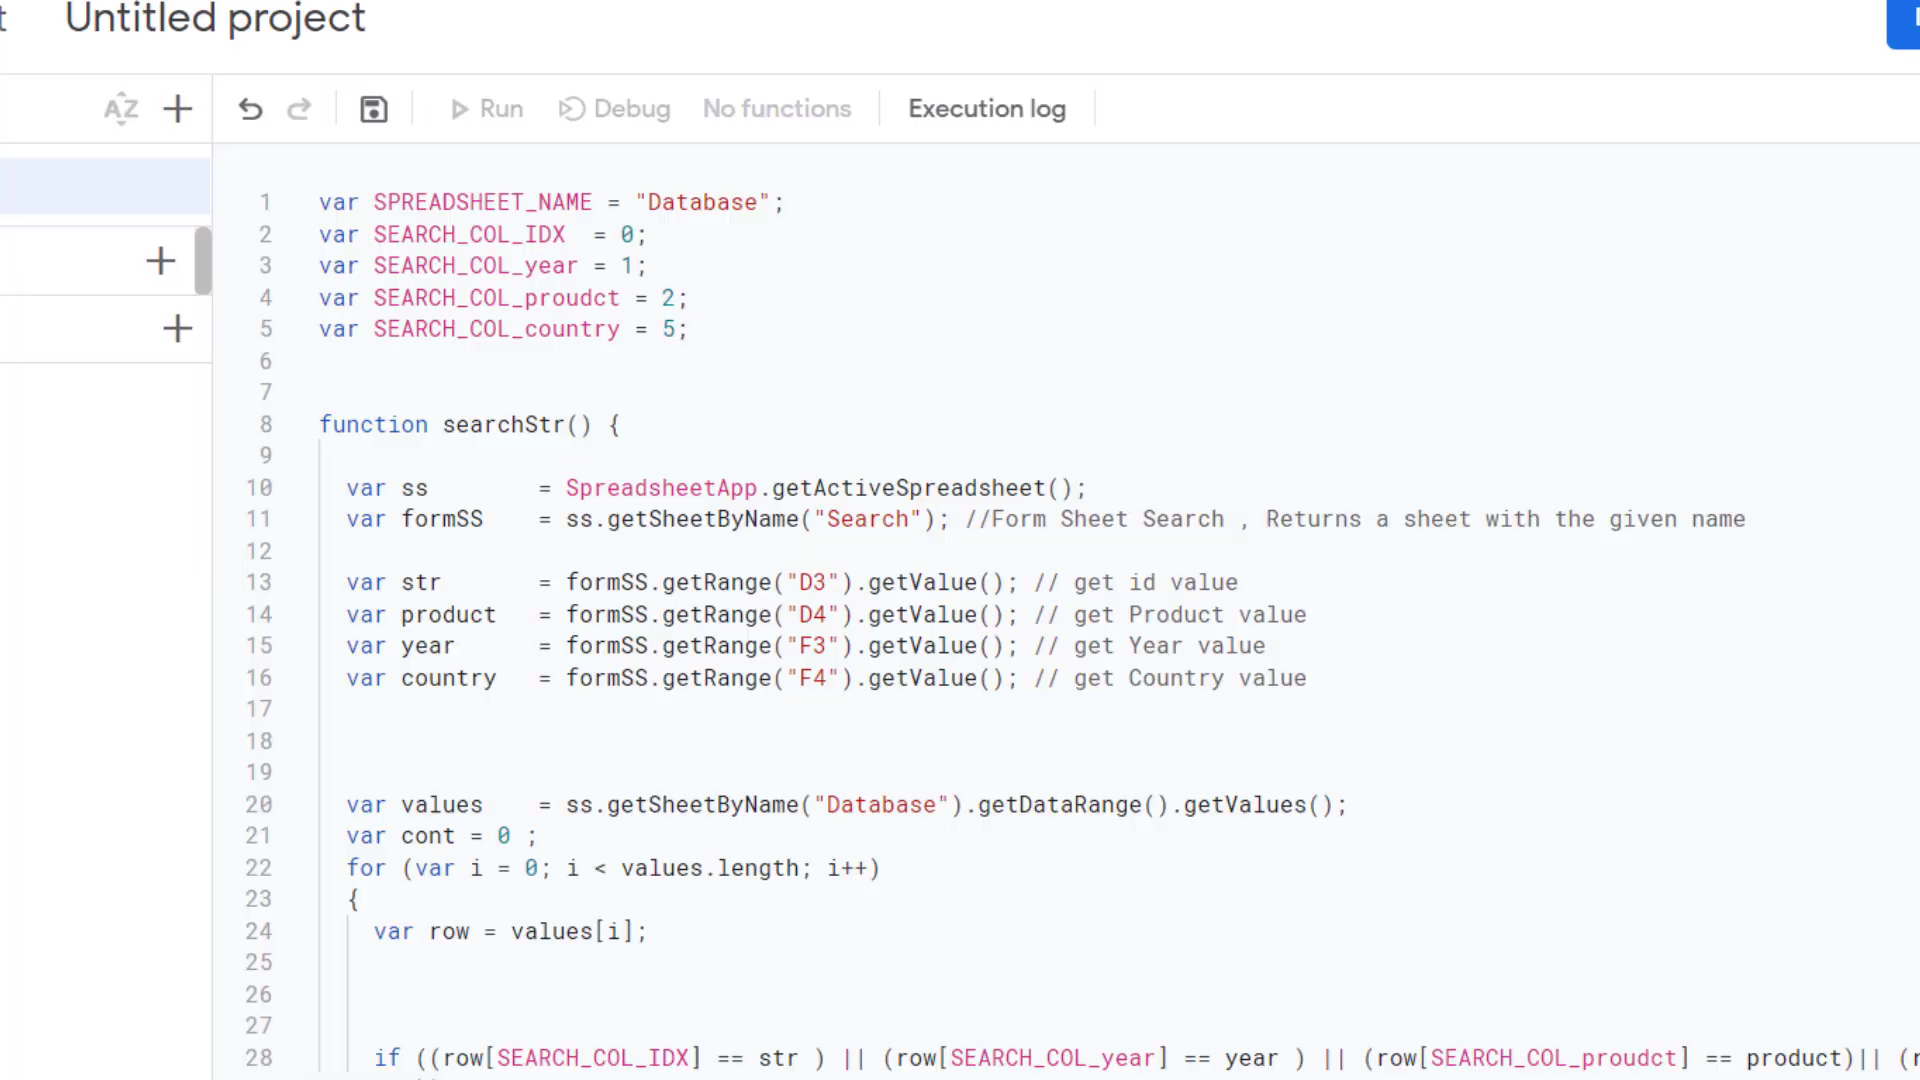 Untitled project
AZ
Run Debug No functions Execution log
1 var SPREADSHEET_NAME = "Database";
2 var SEARCH_COL_IDX  = 0;
3 var SEARCH_COL_year = 1;
4 var SEARCH_COL_proudct = 2;
5 var SEARCH_COL_country = 5;
6
7
8 function searchStr() {
9
10   var ss        = SpreadsheetApp.getActiveSpreadsheet();
11   var formSS    = ss.getSheetByName("Search"); //Form Sheet Search , Returns a sheet with the given name
12
13   var str       = formSS.getRange("D3").getValue(); // get id value
14   var product   = formSS.getRange("D4").getValue(); // get Product value
15   var year      = formSS.getRange("F3").getValue(); // get Year value
16   var country   = formSS.getRange("F4").getValue(); // get Country value
17
18
19
20   var values    = ss.getSheetByName("Database").getDataRange().getValues();
21   var cont = 0 ;
22   for (var i = 0; i < values.length; i++)
23   {
24     var row = values[i];
25
26
27
28     if ((row[SEARCH_COL_IDX] == str ) || (row[SEARCH_COL_year] == year ) || (row[SEARCH_COL_proudct] == product)|| (